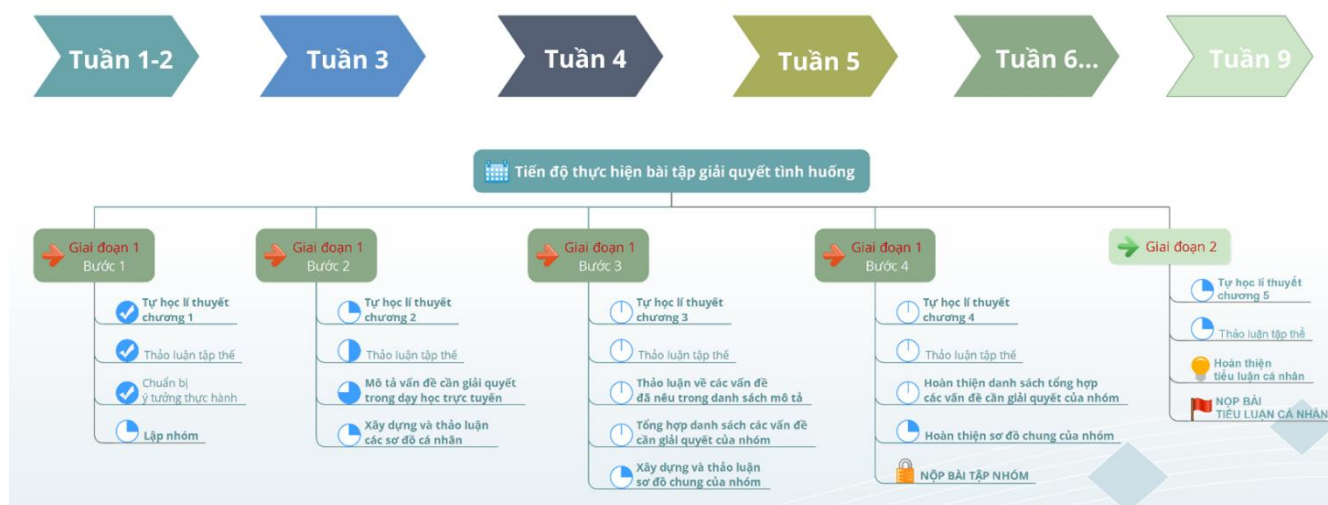 Tuần 1-2
Tuần 3
Tuần 4
Tuần 5
Tuần 6...
Tuần 9
Tiến độ thực hiện bài tập giải quyết tình huống
Giai đoạn 1
Bước 1
Tự học lí thuyết
chương 1
Thảo luận tập thể
Chuẩn bị
ý tưởng thực hành
Lập nhóm
Giai đoạn 1
Bước 2
Tự học lí thuyết
chương 2
Thảo luận tập thể
Mô tả vấn đề cần giải quyết
trong dạy học trực tuyến
Xây dựng và thảo luận
các sơ đồ cá nhân
Giai đoạn 1
Bước 3
Tự học lí thuyết
chương 3
Thảo luận tập thể
Thảo luận về các vấn đề
đã nêu trong danh sách mô tả
Tổng hợp danh sách các vấn đề
cần giải quyết của nhóm
Xây dựng và thảo luận
sơ đồ chung của nhóm
Giai đoạn 1
Bước 4
Tự học lí thuyết
chương 4
Thảo luận tập thể
Hoàn thiện danh sách tổng hợp
các vấn đề cần giải quyết của nhóm
Hoàn thiện sơ đồ chung của nhóm
NỘP BÀI TẬP NHÓM
Giai đoạn 2
Tự học lí thuyết
chương 5
Thảo luận tập thể
Hoàn thiện
tiểu luận cá nhân
NỘP BÀI
TIỂU LUẬN CÁ NHÂN